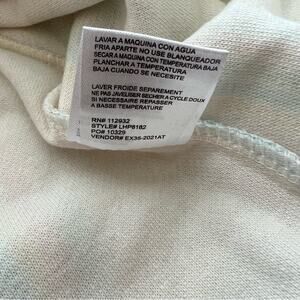 LAVAR A MAQUINA CON AGUA
FRIA APARTE NO USE BLANQUEADOR
SECAR A MAQUINA CON TEMPERATURA BAJA
PLANCHAR A TEMPERATURA
BAJA CUANDO SE NECESITE
LAVER FROIDE SEPAREMENT
NE PAS JAVELISER SECHER A CYCLE DOUX
SI NECESSAIRE REPASSER
A BASSE TEMPERATURE
RN# 112932
STYLE# LHP8182
PO# 10329
VENDOR# EX35-2021AT